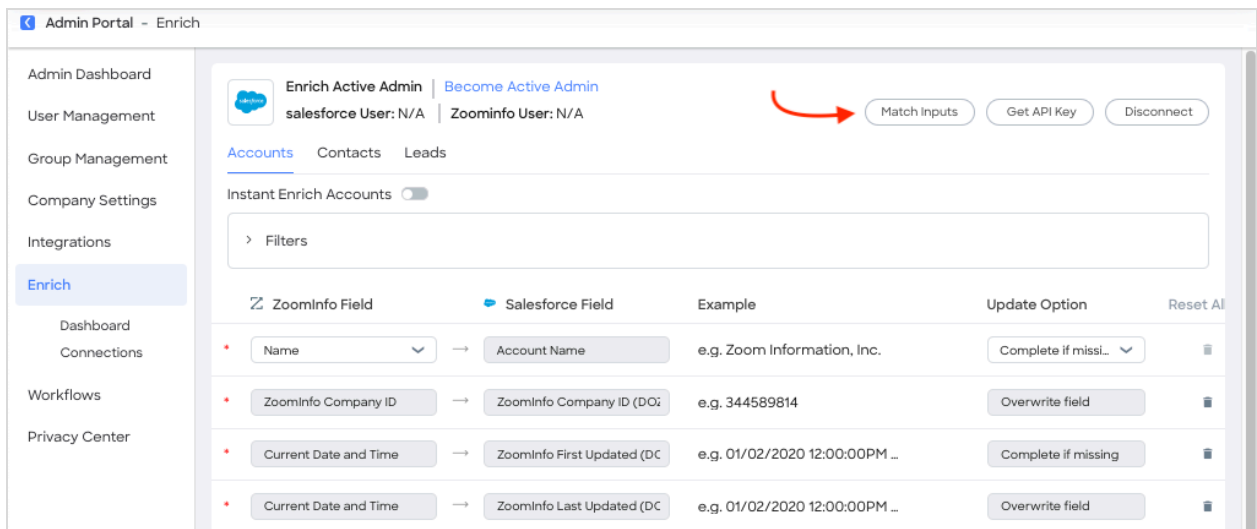 Admin Portal - Enrich
Admin Dashboard
User Management
Group Management
Company Settings
Integrations
Enrich
Dashboard
Connections
Workflows
Privacy Center
salesforce
Enrich Active Admin | Become Active Admin
salesforce User: N/A | Zoominfo User: N/A
Match Inputs Get API Key Disconnect
Accounts Contacts Leads
Instant Enrich Accounts
> Filters
ZoomInfo Field Salesforce Field Example Update Option Reset Al
* Name → Account Name e.g. Zoom Information, Inc. Complete if missi...
* ZoomInfo Company ID → ZoomInfo Company ID (DOZ e.g. 344589814 Overwrite field
* Current Date and Time → ZoomInfo First Updated (DC e.g. 01/02/2020 12:00:00PM ... Complete if missing
* Current Date and Time → ZoomInfo Last Updated (DC e.g. 01/02/2020 12:00:00PM ... Overwrite field